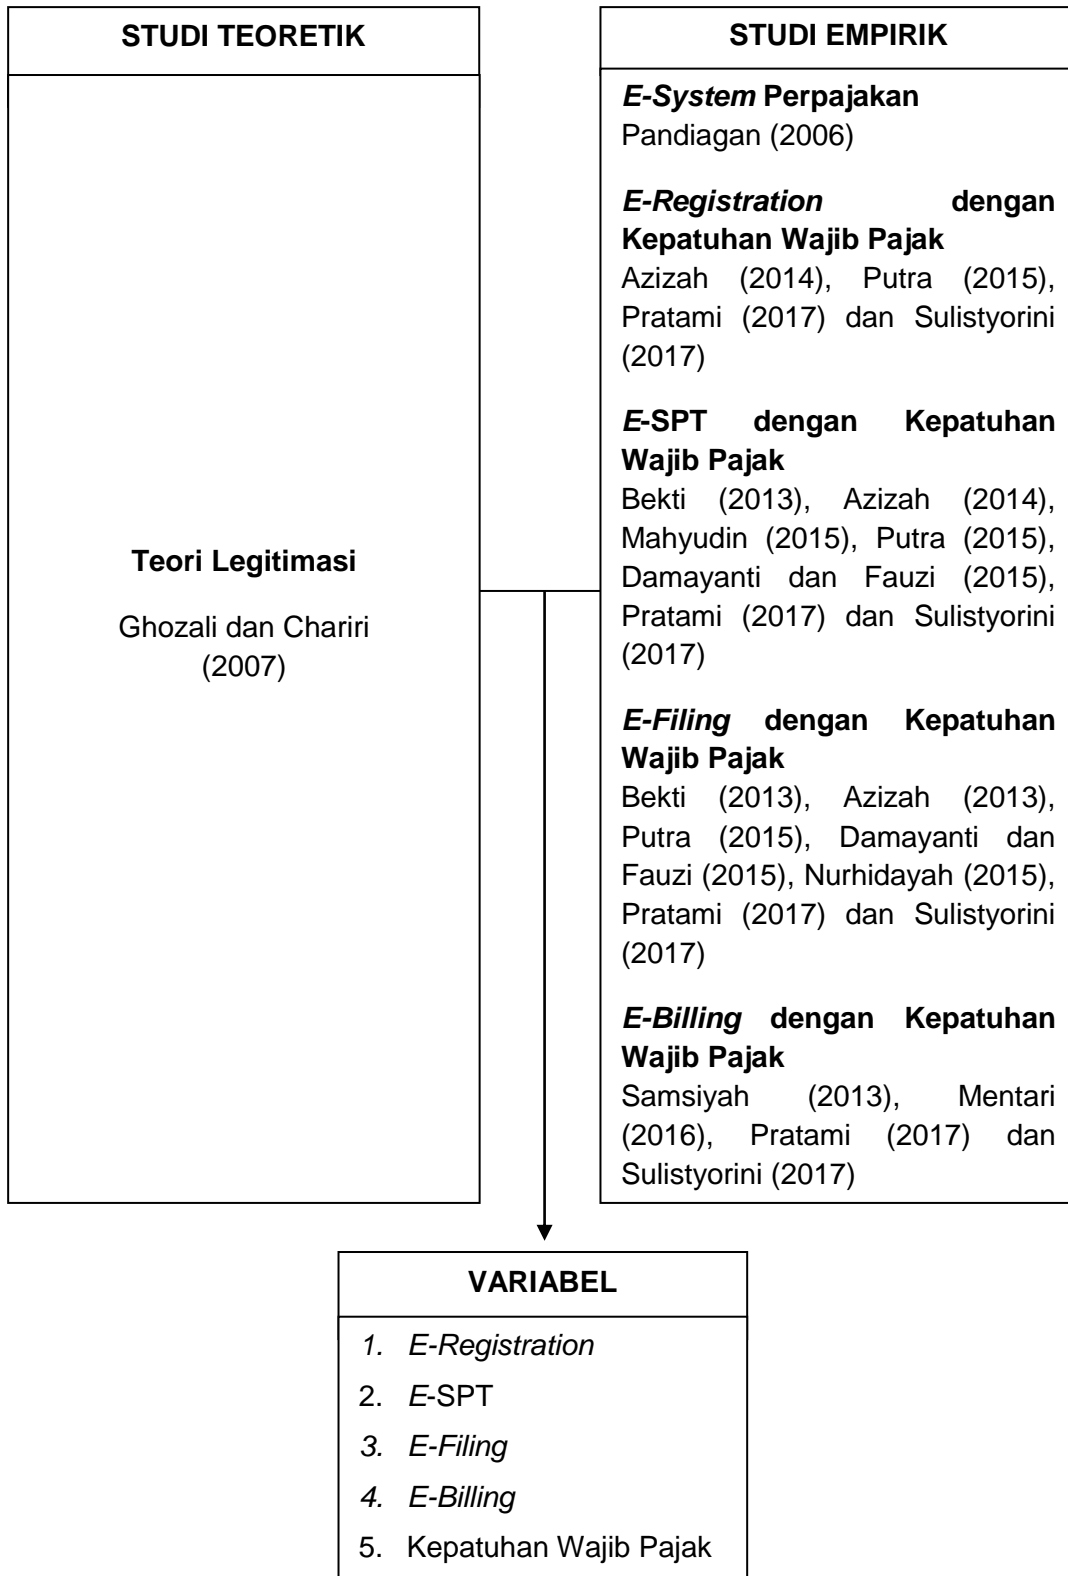 STUDI TEORETIK
Teori Legitimasi
Ghozali dan Chariri
(2007)
STUDI EMPIRIK
E-System Perpajakan
Pandiagan (2006)
E-Registration dengan
Kepatuhan Wajib Pajak
Azizah (2014), Putra (2015),
Pratami (2017) dan Sulistyorini
(2017)
E-SPT dengan Kepatuhan
Wajib Pajak
Bekti (2013), Azizah (2014),
Mahyudin (2015), Putra (2015),
Damayanti dan Fauzi (2015),
Pratami (2017) dan Sulistyorini
(2017)
E-Filing dengan Kepatuhan
Wajib Pajak
Bekti (2013), Azizah (2013),
Putra (2015), Damayanti dan
Fauzi (2015), Nurhidayah (2015),
Pratami (2017) dan Sulistyorini
(2017)
E-Billing dengan Kepatuhan
Wajib Pajak
Samsiyah (2013), Mentari
(2016), Pratami (2017) dan
Sulistyorini (2017)
VARIABEL
1. E-Registration
2. E-SPT
3. E-Filing
4. E-Billing
5. Kepatuhan Wajib Pajak